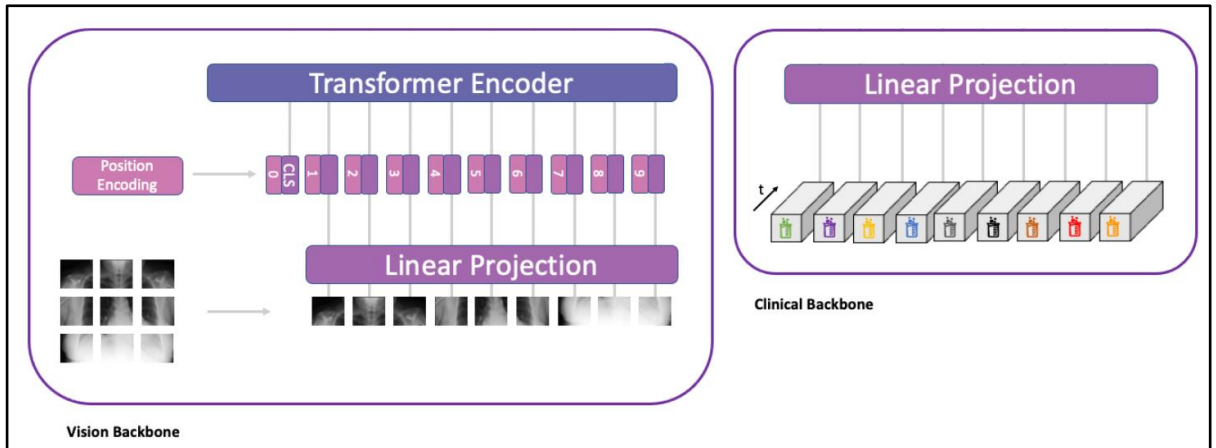 Transformer Encoder
Linear Projection
Position
Encoding
0 CLS 1 2 3 4 5 6 7 8 9
t
Linear Projection
Clinical Backbone
Vision Backbone